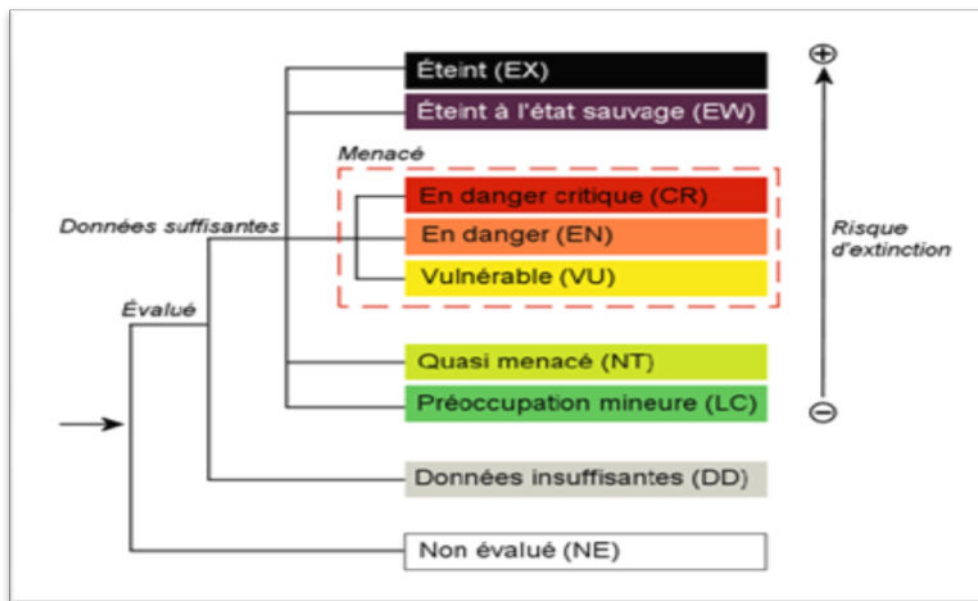 Éteint (EX)
Éteint à l'état sauvage (EW)
Menacé
En danger critique (CR)
Données suffisantes
En danger (EN)
Risque
d'extinction
Vulnérable (VU)
Évalué
Quasi menacé (NT)
Préoccupation mineure (LC)
Données insuffisantes (DD)
Non évalué (NE)